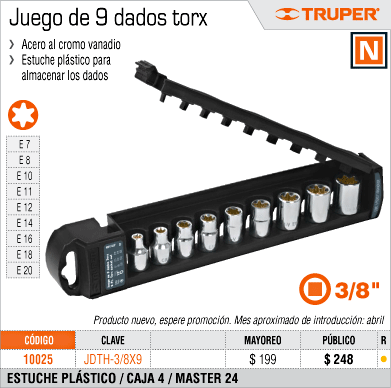 Juego de 9 dados torx
TRUPER®
Acero al cromo vanadio
Estuche plástico para
almacenar los dados
N
E 7
E 8
E 10
E 11
E 12
E 14
E 16
E 18
E 20
3/8"
Producto nuevo, espere promoción. Mes aproximado de introducción: abril
CÓDIGO CLAVE MAYOREO PÚBLICO R
10025 JDTH-3/8X9 $ 199 $ 248
ESTUCHE PLÁSTICO / CAJA 4 / MASTER 24